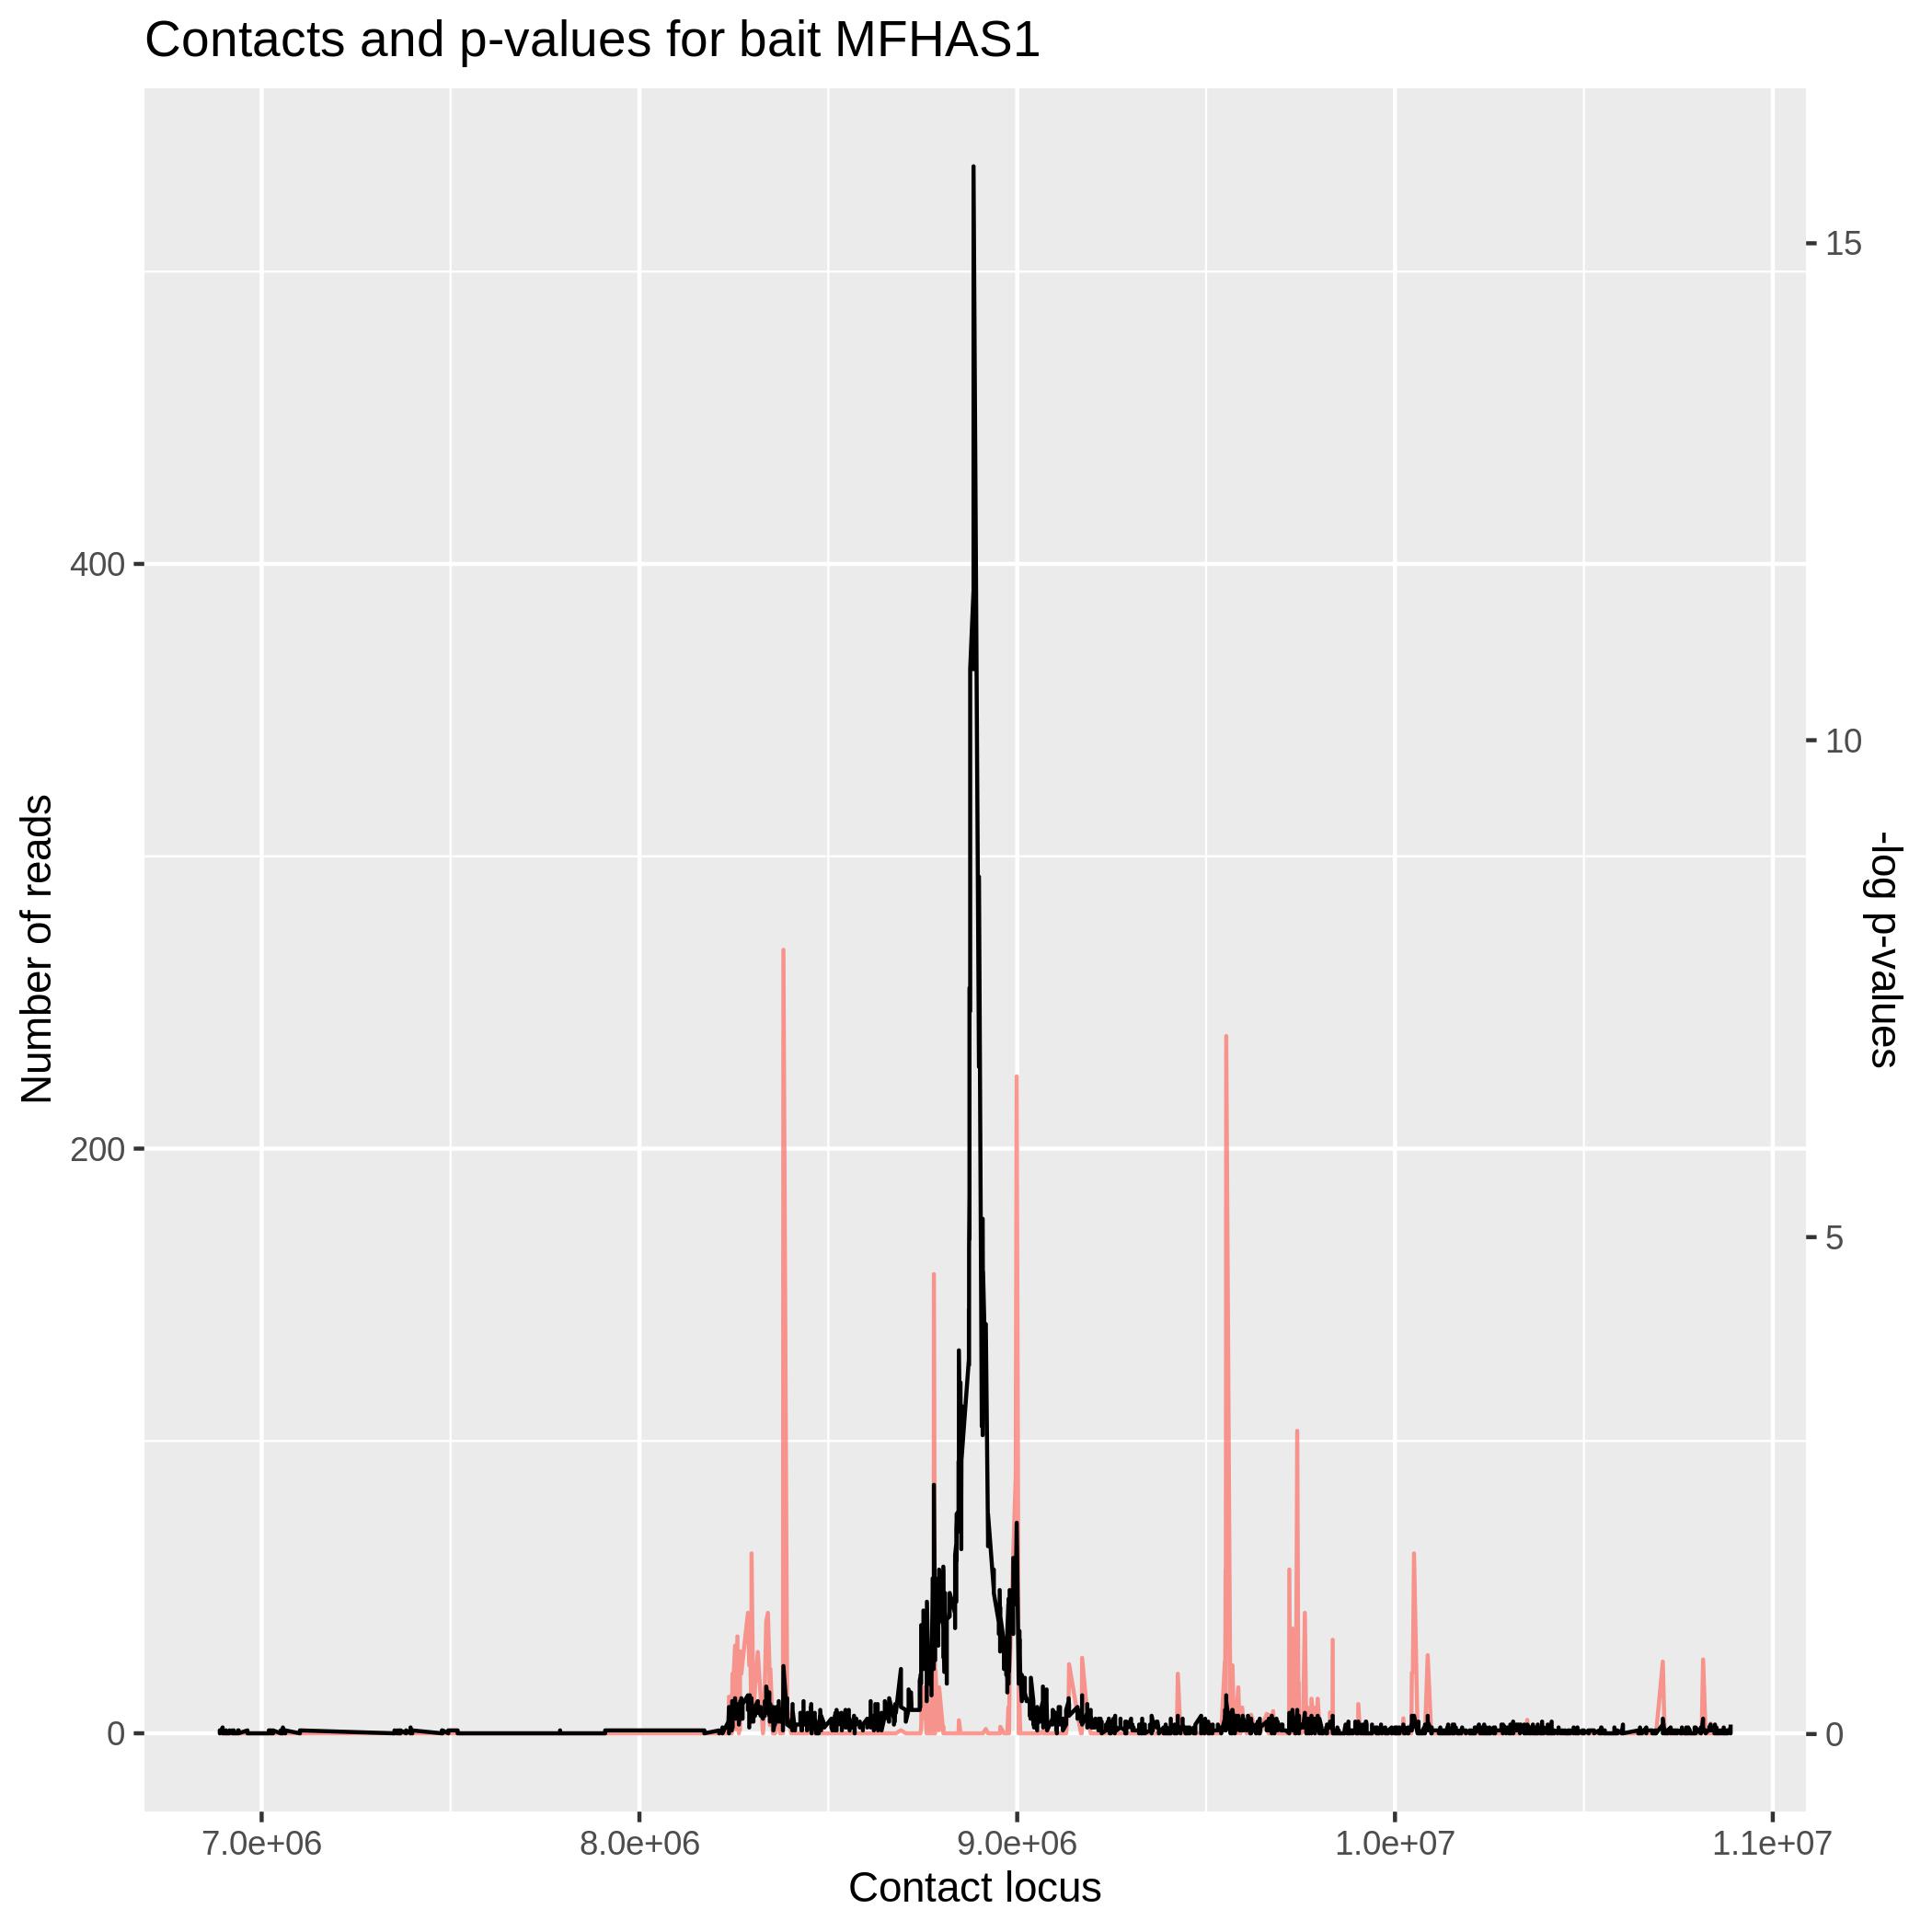 Contacts and p-values for bait MFHAS1
Number of reads
400
200
0
15
10
5
0
-log p-values
7.0e+06
8.0e+06
9.0e+06
1.0e+07
1.1e+07
Contact locus